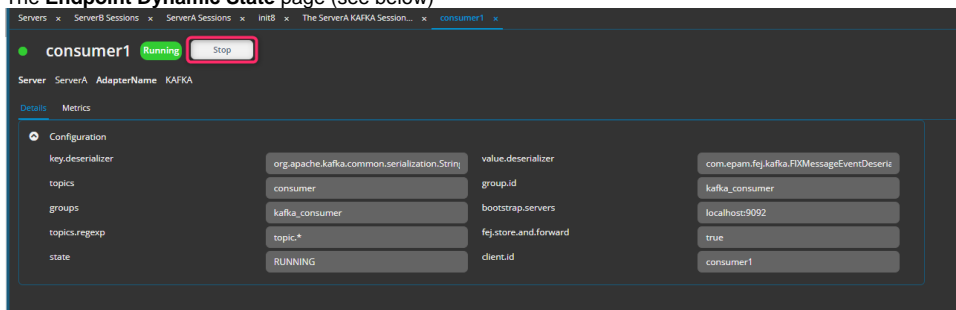 The Endpoint Dynamic State page (see below)
Servers x ServerB Sessions x ServerA Sessions x init8 x The ServerA KAFKA Session... x consumer1 x
consumer1 Running Stop
Server ServerA AdapterName KAFKA
Details Metrics
Configuration
key.deserializer org.apache.kafka.common.serialization.String value.deserializer com.epam.fej.kafka.FIXMessageEventDeseria
topics consumer group.id kafka_consumer
groups kafka_consumer bootstrap.servers localhost:9092
topics.regexp topic.* fej.store.and.forward true
state RUNNING client.id consumer1